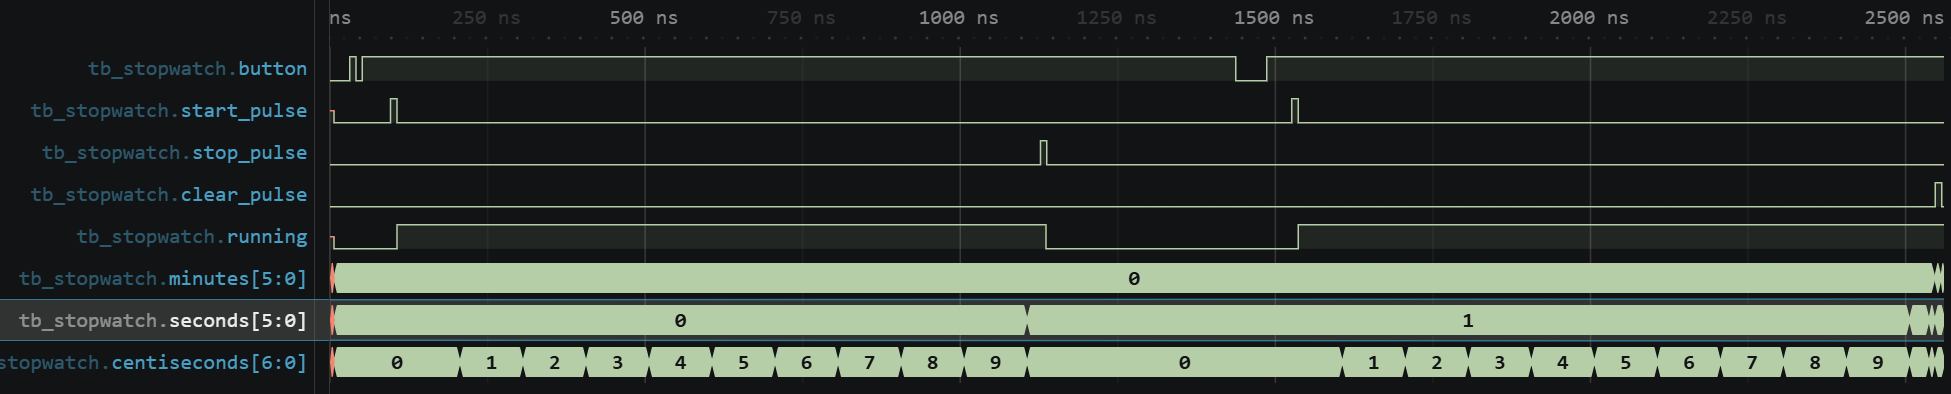 ns 250 ns 500 ns 750 ns 1000 ns 1250 ns 1500 ns 1750 ns 2000 ns 2250 ns 2500 ns
tb_stopwatch.button
tb_stopwatch.start_pulse
tb_stopwatch.stop_pulse
tb_stopwatch.clear_pulse
tb_stopwatch.running
tb_stopwatch.minutes[5:0] 0
tb_stopwatch.seconds[5:0] 0 1
stopwatch.centiseconds[6:0] 0 1 2 3 4 5 6 7 8 9 0 1 2 3 4 5 6 7 8 9